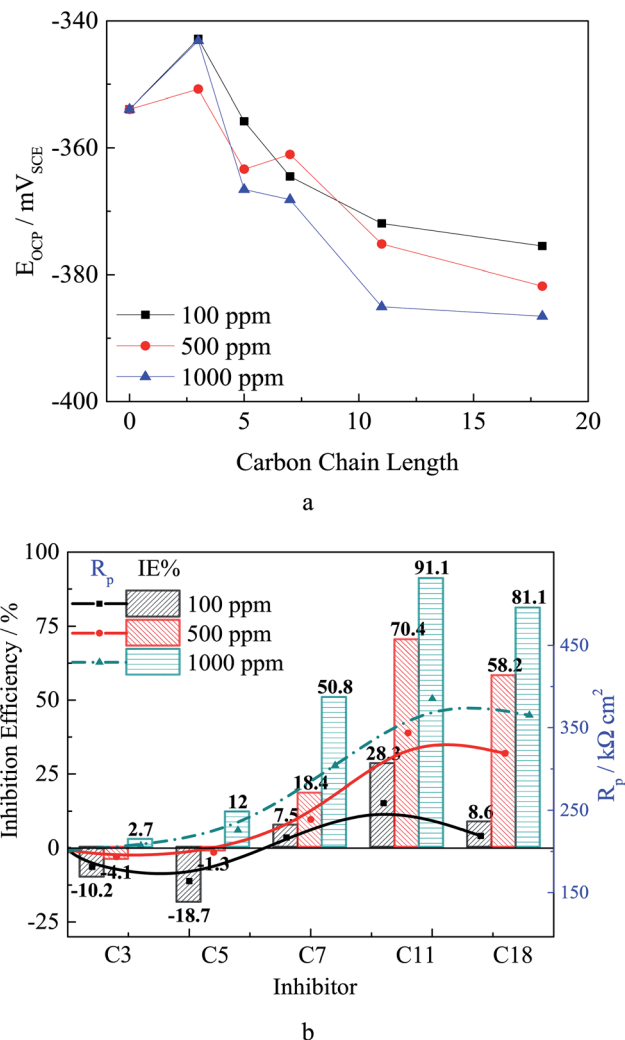 -340
-360
-380
-400
E_OCP / mV_SCE
100 ppm
500 ppm
1000 ppm
0 5 10 15 20
Carbon Chain Length
a
100
75
50
25
0
-25
Inhibition Efficiency / %
R_p IE%
100 ppm
500 ppm
1000 ppm
-10.2 -4.1 2.7
-18.7 -1.3 12
7.5 18.4 50.8
28.3 70.4 91.1
8.6 58.2 81.1
450
350
250
150
R_p / kΩ cm²
C3 C5 C7 C11 C18
Inhibitor
b